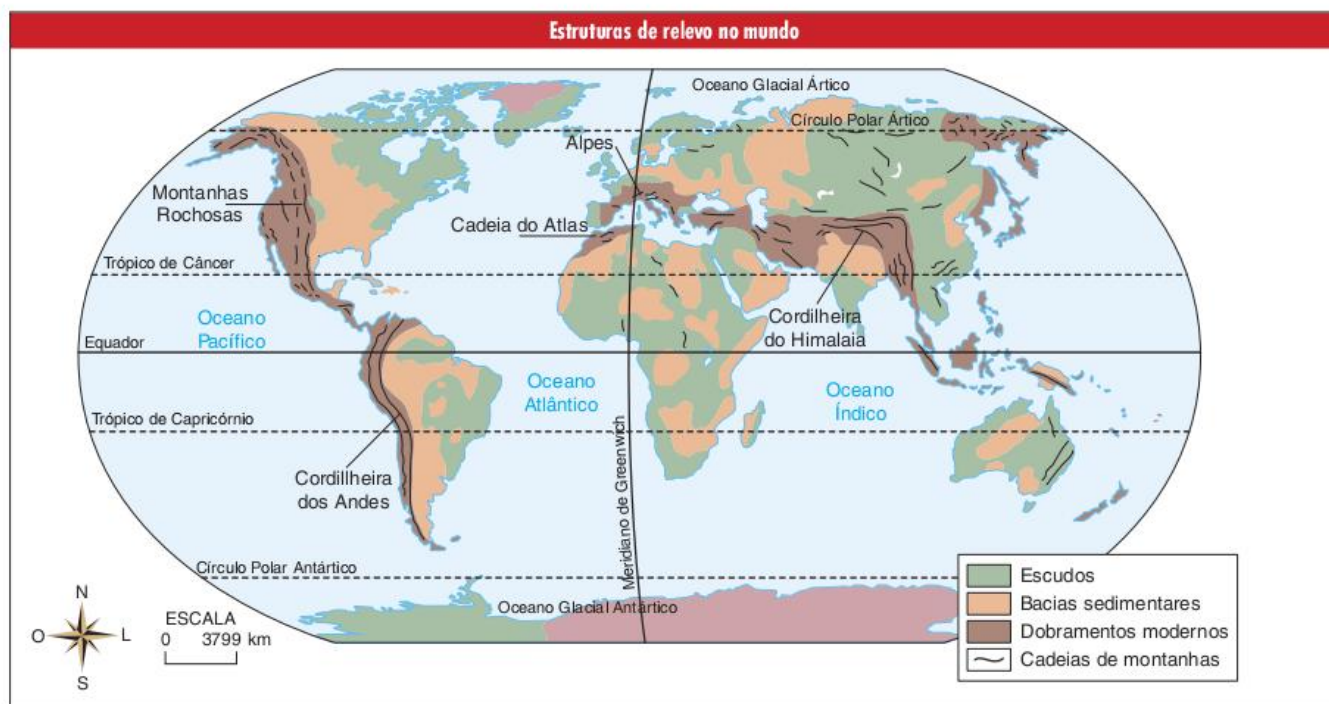 Estruturas de relevo no mundo
Oceano Glacial Ártico
Círculo Polar Ártico
Alpes
Montanhas
Rochosas
Cadeia do Atlas
Trópico de Câncer
Oceano
Pacífico
Cordilheira
do Himalaia
Equador
Oceano
Atlântico
Oceano
Índico
Trópico de Capricórnio
Cordillheira
dos Andes
Meridiano de Greenwich
Círculo Polar Antártico
Oceano Glacial Antártico
N
O
L
S
ESCALA
0 3799 km
Escudos
Bacias sedimentares
Dobramentos modernos
Cadeias de montanhas